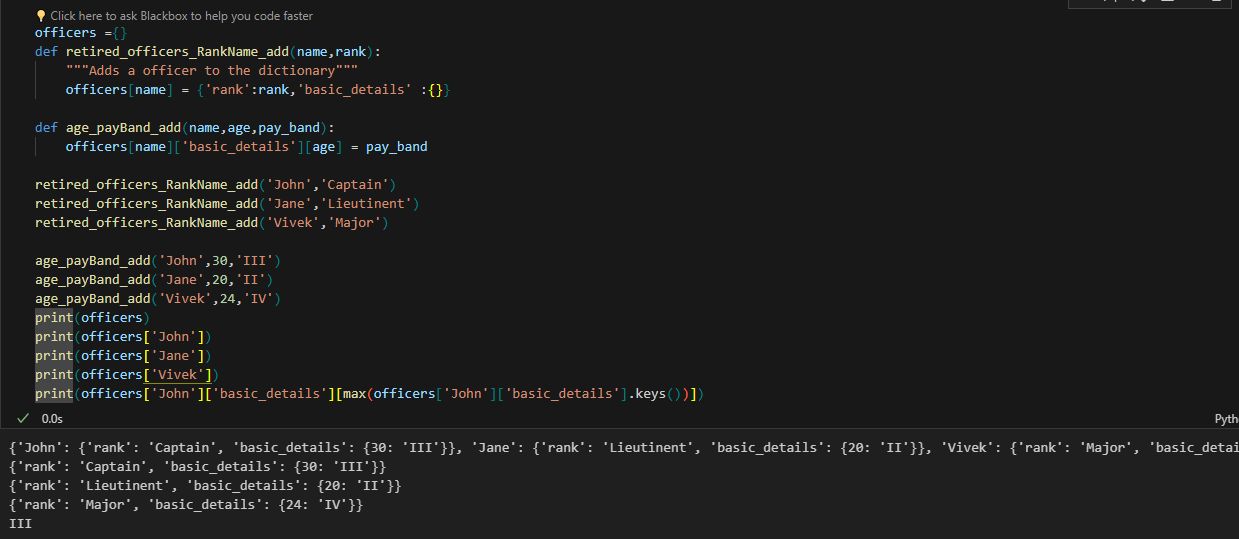 Click here to ask Blackbox to help you code faster
officers ={}
def retired_officers_RankName_add(name,rank):
    """Adds a officer to the dictionary"""
    officers[name] = {'rank':rank,'basic_details' :{}}

def age_payBand_add(name,age,pay_band):
    officers[name]['basic_details'][age] = pay_band

retired_officers_RankName_add('John','Captain')
retired_officers_RankName_add('Jane','Lieutinent')
retired_officers_RankName_add('Vivek','Major')

age_payBand_add('John',30,'III')
age_payBand_add('Jane',20,'II')
age_payBand_add('Vivek',24,'IV')
print(officers)
print(officers['John'])
print(officers['Jane'])
print(officers['Vivek'])
print(officers['John']['basic_details'][max(officers['John']['basic_details'].keys())])
0.0s
Pyth
{'John': {'rank': 'Captain', 'basic_details': {30: 'III'}}, 'Jane': {'rank': 'Lieutinent', 'basic_details': {20: 'II'}}, 'Vivek': {'rank': 'Major', 'basic_detai
{'rank': 'Captain', 'basic_details': {30: 'III'}}
{'rank': 'Lieutinent', 'basic_details': {20: 'II'}}
{'rank': 'Major', 'basic_details': {24: 'IV'}}
III